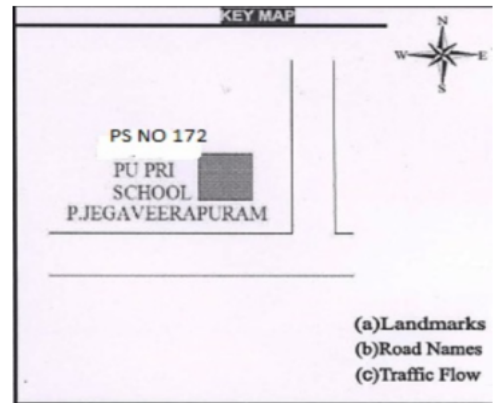 KEY MAP
N
W E
S
PS NO 172
PU PRI
SCHOOL
P.JEGAVEERAPURAM
(a)Landmarks
(b)Road Names
(c)Traffic Flow